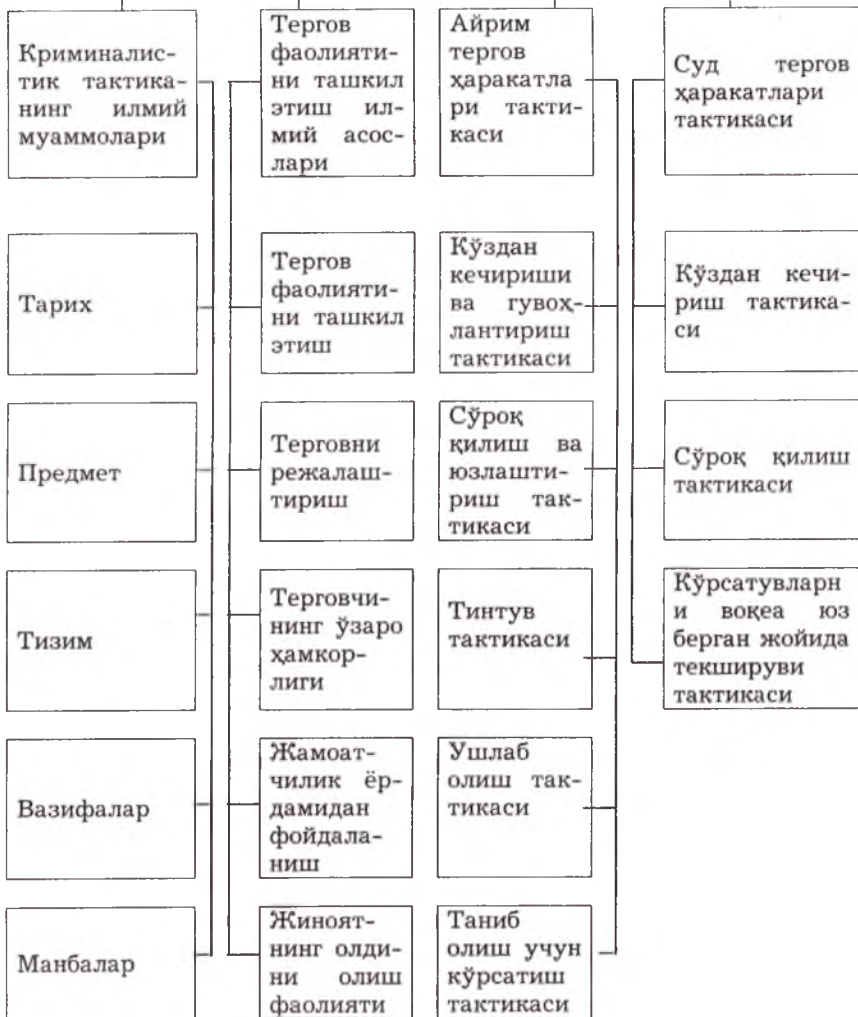 Криминалис-
тик тактика-
нинг илмий
муаммолари
Тарих
Предмет
Тизим
Вазифалар
Манбалар
Тергов
фаолияти-
ни ташкил
этиш ил-
мий асос-
лари
Тергов
фаолияти-
ни ташкил
этиш
Терговни
режалаш-
тириш
Терговчи-
нинг ўзаро
ҳамкор-
лиги
Жамоат-
чилик ёр-
дамидан
фойдала-
ниш
Жиноят-
нинг олди-
ни олиш
фаолияти
Айрим
тергов
ҳаракатла
ри такти-
каси
Кўздан
кечириши
ва гувоҳ-
лантириш
тактикаси
Сўроқ
қилиш ва
юзлашти-
риш так-
тикаси
Тинтув
тактикаси
Ушлаб
олиш так-
тикаси
Таниб
олиш учун
кўрсатиш
тактикаси
Суд тергов
ҳаракатлари
тактикаси
Кўздан кечи-
риш тактика-
си
Сўроқ қилиш
тактикаси
Кўрсатувларн
и воқеа юз
берган жойида
текшируви
тактикаси